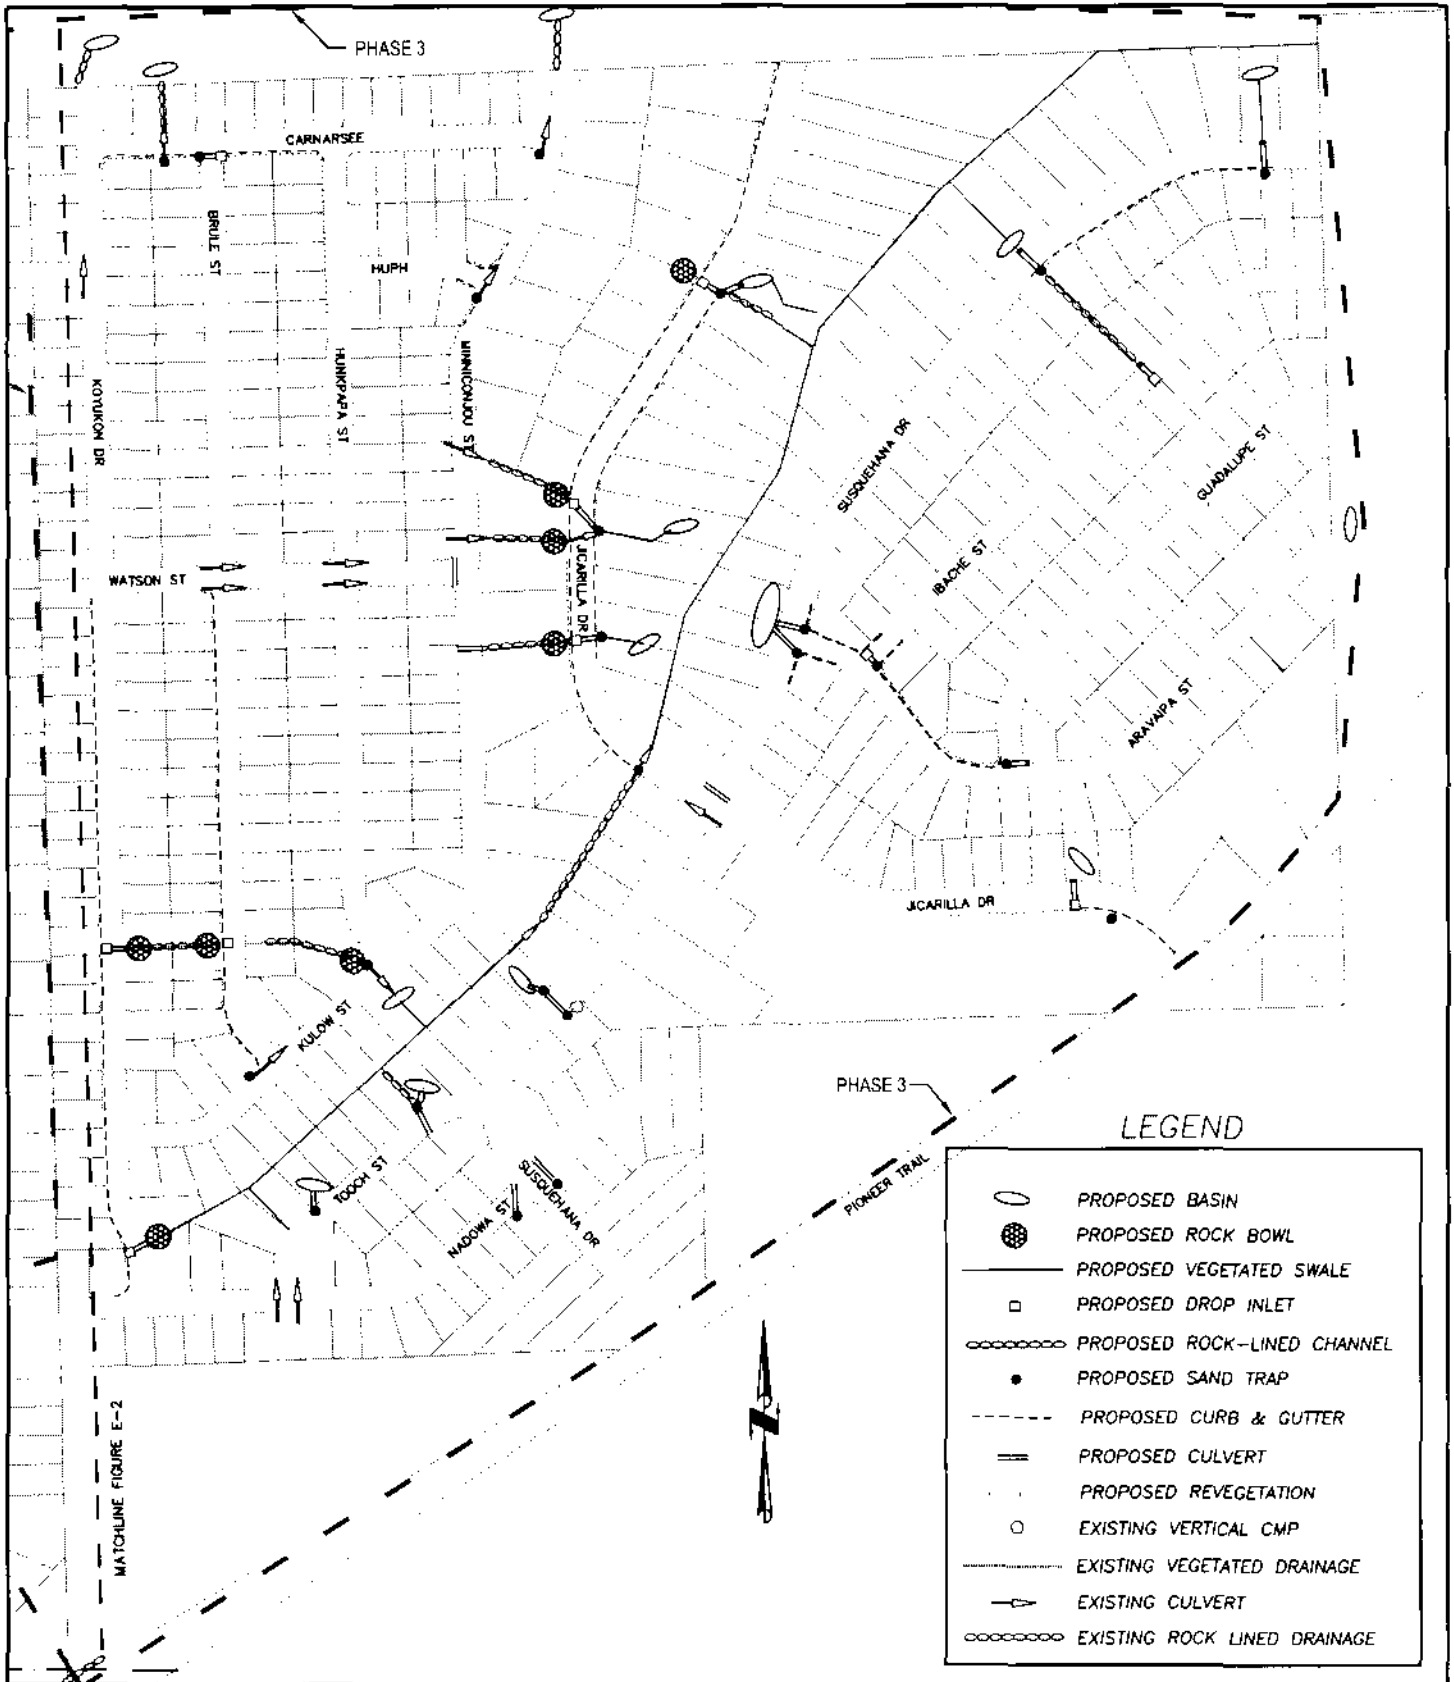 PHASE 3
CARNARSEE
BRULE ST
HUPH
HUNKPAPA ST
MINNICONJOU ST
KOYUKON DR
SUSQUEHANA DR
GUADALUPE ST
IBACHE ST
WATSON ST
JICARILLA DR
ARAVAIPA ST
JICARILLA DR
KULOW ST
TOOCH ST
NADOWA ST
SUSQUEHANA DR
PHASE 3
PIONEER TRAIL
MATCHLINE FIGURE E-2
Z
LEGEND
PROPOSED BASIN
PROPOSED ROCK BOWL
PROPOSED VEGETATED SWALE
PROPOSED DROP INLET
PROPOSED ROCK-LINED CHANNEL
PROPOSED SAND TRAP
PROPOSED CURB & GUTTER
PROPOSED CULVERT
PROPOSED REVEGETATION
EXISTING VERTICAL CMP
EXISTING VEGETATED DRAINAGE
EXISTING CULVERT
EXISTING ROCK LINED DRAINAGE